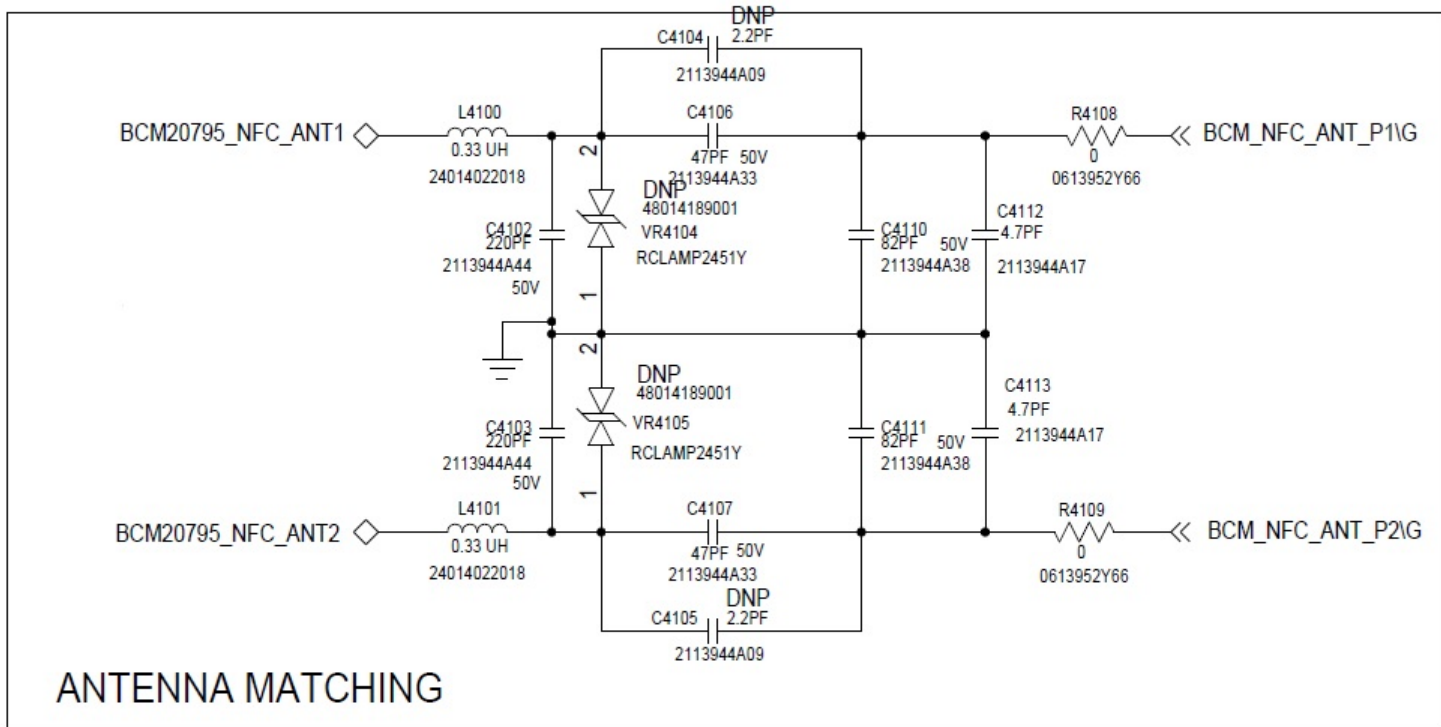 DNP
C4104 2.2PF
2113944A09
L4100 C4106 R4108
BCM20795_NFC_ANT1 BCM_NFC_ANT_P1\G
0.33 UH 47PF 50V 0
24014022018 2 2113944A33 0613952Y66
DNP
48014189001
C4102 VR4104 C4110 C4112
220PF 82PF 50V 4.7PF
2113944A44 RCLAMP2451Y 2113944A38 2113944A17
50V 1
2
DNP
48014189001 C4113
C4103 VR4105 C4111 4.7PF
220PF 82PF 50V 2113944A17
2113944A44 RCLAMP2451Y 2113944A38
50V 1
L4101 C4107 R4109
BCM20795_NFC_ANT2 BCM_NFC_ANT_P2\G
0.33 UH 47PF 50V 0
24014022018 2113944A33 0613952Y66
DNP
C4105 2.2PF
2113944A09
ANTENNA MATCHING